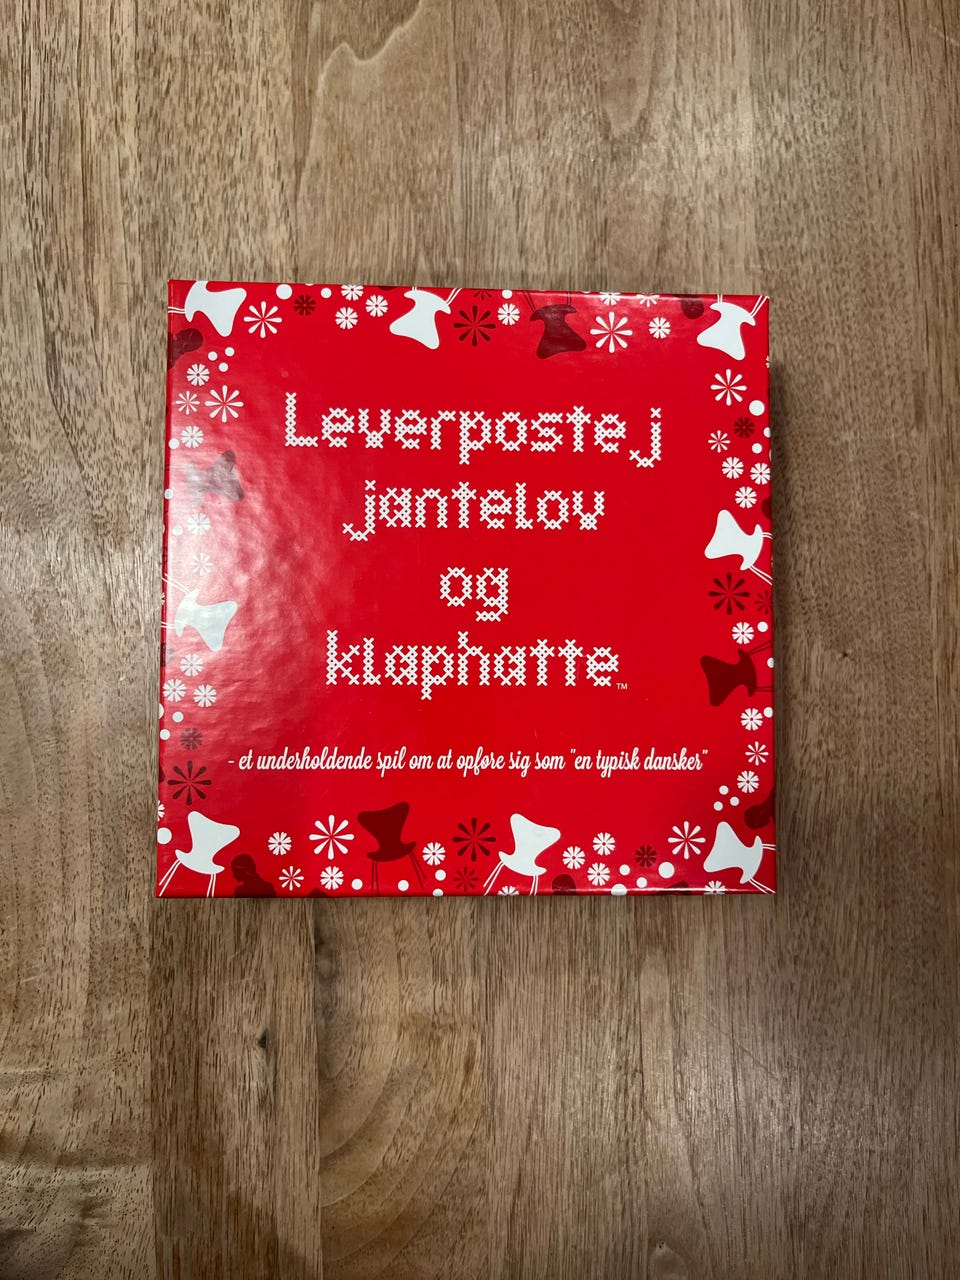 Leverpostej
jantelov
og
klaphatte™
- et underholdende spil om at opføre sig som "en typisk dansker"